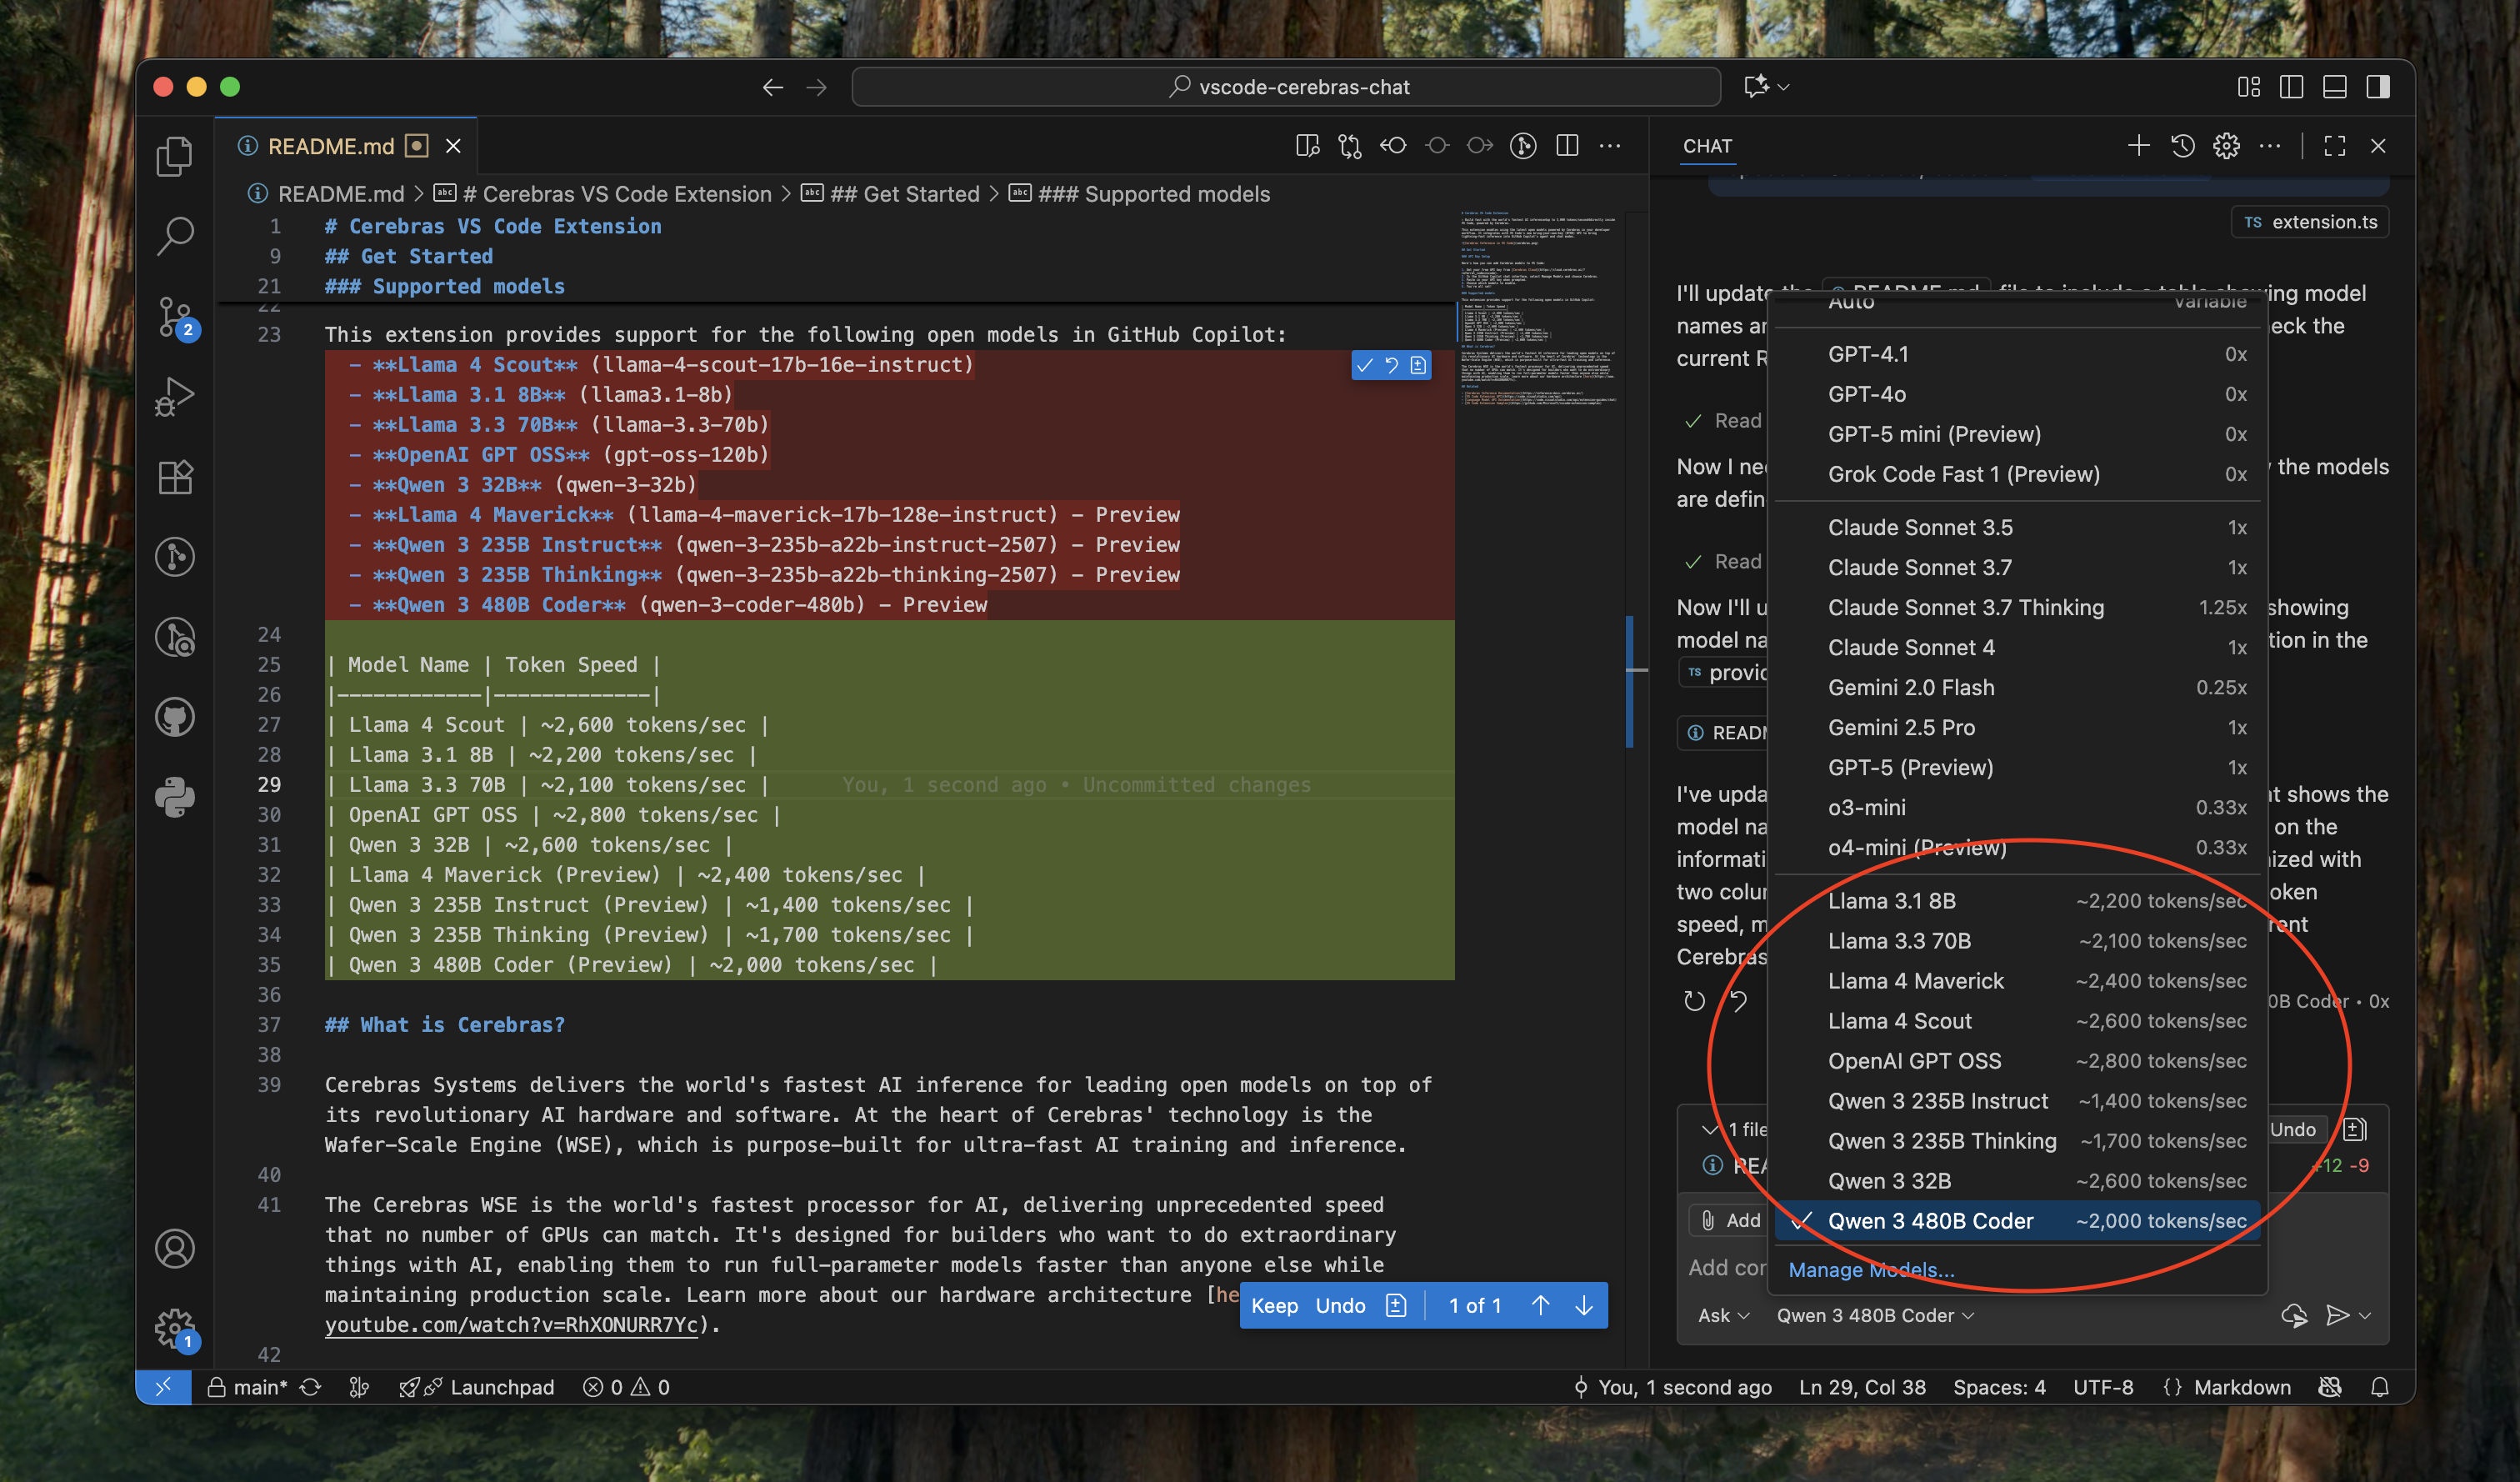 vscode-cerebras-chat
README.md
CHAT
README.md > # Cerebras VS Code Extension > ## Get Started > ### Supported models
1 # Cerebras VS Code Extension
9 ## Get Started
21 ### Supported models
22
23 This extension provides support for the following open models in GitHub Copilot:
- **Llama 4 Scout** (llama-4-scout-17b-16e-instruct)
- **Llama 3.1 8B** (llama3.1-8b)
- **Llama 3.3 70B** (llama-3.3-70b)
- **OpenAI GPT OSS** (gpt-oss-120b)
- **Qwen 3 32B** (qwen-3-32b)
- **Llama 4 Maverick** (llama-4-maverick-17b-128e-instruct) - Preview
- **Qwen 3 235B Instruct** (qwen-3-235b-a22b-instruct-2507) - Preview
- **Qwen 3 235B Thinking** (qwen-3-235b-a22b-thinking-2507) - Preview
- **Qwen 3 480B Coder** (qwen-3-coder-480b) - Preview
24
25 | Model Name | Token Speed |
26 |------------|-------------|
27 | Llama 4 Scout | ~2,600 tokens/sec |
28 | Llama 3.1 8B | ~2,200 tokens/sec |
29 | Llama 3.3 70B | ~2,100 tokens/sec | You, 1 second ago • Uncommitted changes
30 | OpenAI GPT OSS | ~2,800 tokens/sec |
31 | Qwen 3 32B | ~2,600 tokens/sec |
32 | Llama 4 Maverick (Preview) | ~2,400 tokens/sec |
33 | Qwen 3 235B Instruct (Preview) | ~1,400 tokens/sec |
34 | Qwen 3 235B Thinking (Preview) | ~1,700 tokens/sec |
35 | Qwen 3 480B Coder (Preview) | ~2,000 tokens/sec |
36
37 ## What is Cerebras?
38
39 Cerebras Systems delivers the world's fastest AI inference for leading open models on top of
its revolutionary AI hardware and software. At the heart of Cerebras' technology is the
Wafer-Scale Engine (WSE), which is purpose-built for ultra-fast AI training and inference.
40
41 The Cerebras WSE is the world's fastest processor for AI, delivering unprecedented speed
that no number of GPUs can match. It's designed for builders who want to do extraordinary
things with AI, enabling them to run full-parameter models faster than anyone else while
maintaining production scale. Learn more about our hardware architecture [he
youtube.com/watch?v=RhXONURR7Yc).
42
Keep Undo 1 of 1
2
1
TS extension.ts
I'll update the README.md file to include a table showing model
names ar
eck the
current R
Read
Now I nee
the models
are defin
Read
Now I'll u
showing
model na
tion in the
TS provid
READM
I've upda
t shows the
model na
on the
informati
ized with
two colum
oken
speed, m
rent
Cerebras
0B Coder • 0x
1 file
Undo
REA
+12 -9
Add
Add con
Auto Variable
GPT-4.1 0x
GPT-4o 0x
GPT-5 mini (Preview) 0x
Grok Code Fast 1 (Preview) 0x
Claude Sonnet 3.5 1x
Claude Sonnet 3.7 1x
Claude Sonnet 3.7 Thinking 1.25x
Claude Sonnet 4 1x
Gemini 2.0 Flash 0.25x
Gemini 2.5 Pro 1x
GPT-5 (Preview) 1x
o3-mini 0.33x
o4-mini (Preview) 0.33x
Llama 3.1 8B ~2,200 tokens/sec
Llama 3.3 70B ~2,100 tokens/sec
Llama 4 Maverick ~2,400 tokens/sec
Llama 4 Scout ~2,600 tokens/sec
OpenAI GPT OSS ~2,800 tokens/sec
Qwen 3 235B Instruct ~1,400 tokens/sec
Qwen 3 235B Thinking ~1,700 tokens/sec
Qwen 3 32B ~2,600 tokens/sec
Qwen 3 480B Coder ~2,000 tokens/sec
Manage Models...
Ask Qwen 3 480B Coder
main* Launchpad 0 0 You, 1 second ago Ln 29, Col 38 Spaces: 4 UTF-8 {} Markdown